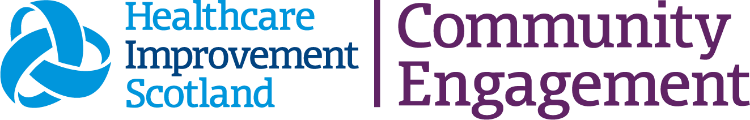 Healthcare
Improvement
Scotland
Community
Engagement